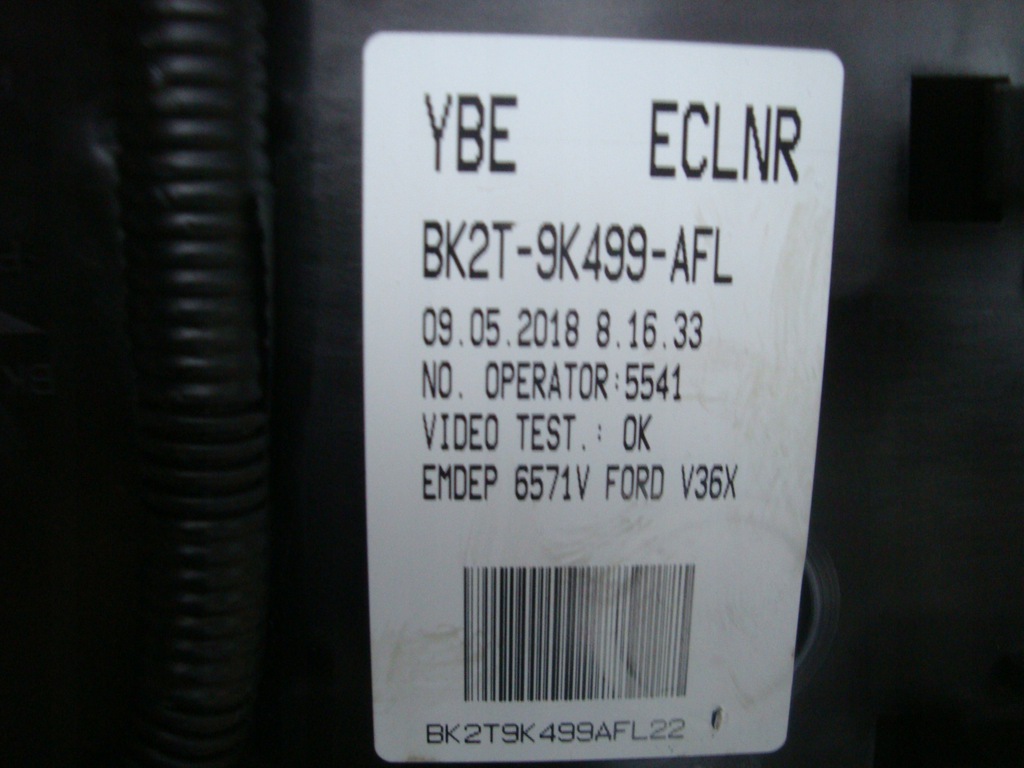 YBE ECLNR
BK2T-9K499-AFL
09.05.2018 8.16.33
NO. OPERATOR:5541
VIDEO TEST.: OK
EMDEP 6571V FORD V36X
BK2T9K499AFL22